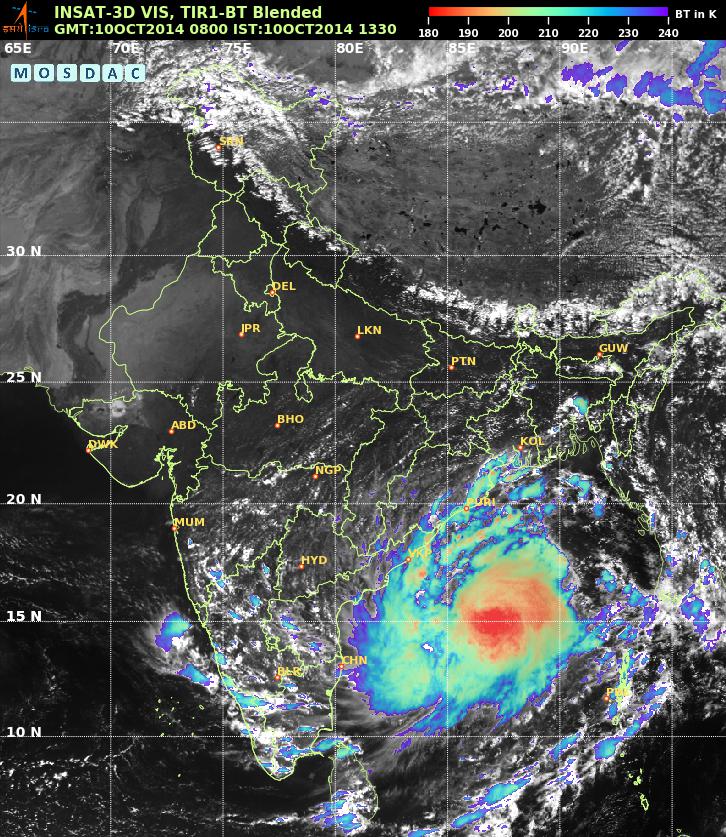 INSAT-3D VIS, TIR1-BT Blended
GMT:10OCT2014 0800 IST:10OCT2014 1330
BT in K
180 190 200 210 220 230 240
65E 70E 75E 80E 85E 90E
MOSDAC
SRN
30 N
DEL
JPR LKN
GUW
PTN
25 N
ABD BHO
DWK KOL
NGP
20 N
PURI
MUM
VKP
HYD
15 N
CHN
BLR
10 N